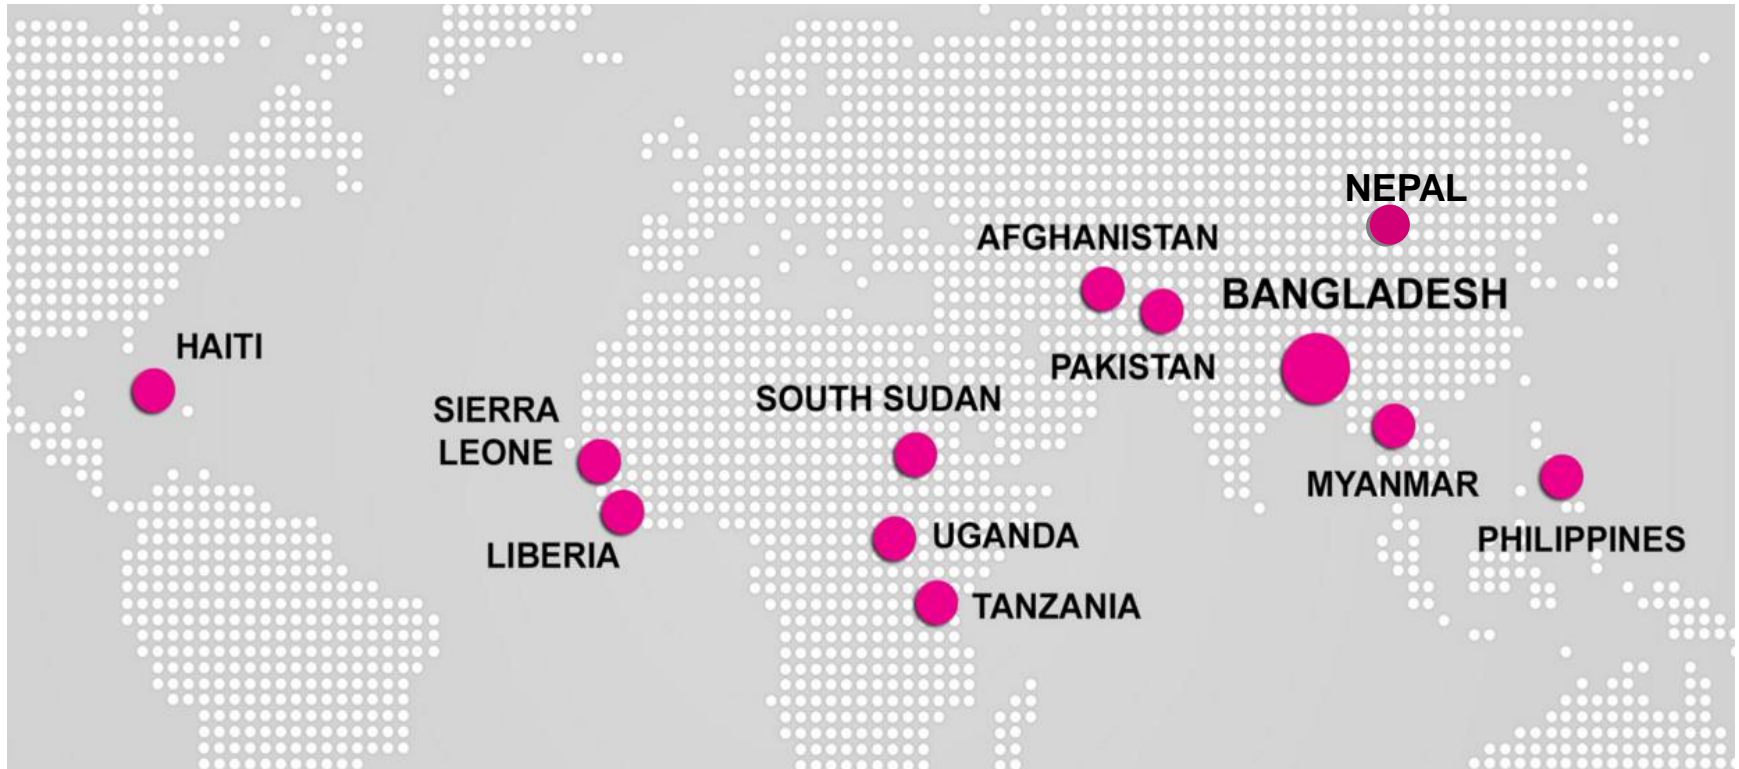 NEPAL
AFGHANISTAN
BANGLADESH
HAITI
PAKISTAN
SOUTH SUDAN
SIERRA
LEONE
MYANMAR
PHILIPPINES
UGANDA
LIBERIA
TANZANIA